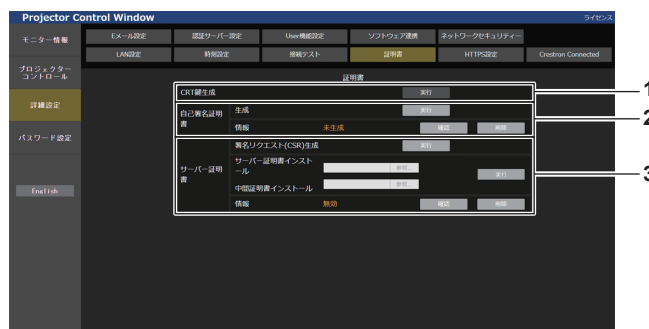 Projector Control Window
ライセンス
モニター情報
プロジェクター
コントロール
詳細設定
パスワード設定
English
Eメール設定
認証サーバー設定
User機能設定
ソフトウェア連携
ネットワークセキュリティー
LAN設定
時刻設定
接続テスト
証明書
HTTPS設定
Crestron Connected
証明書
CRT鍵生成
実行
1
自己署名証明
書
生成
実行
情報
未生成
確認
削除
2
サーバー証明
書
署名リクエスト(CSR)生成
実行
サーバー証明書インスト
ール
参照...
中間証明書インストール
参照...
実行
情報
無効
確認
削除
3